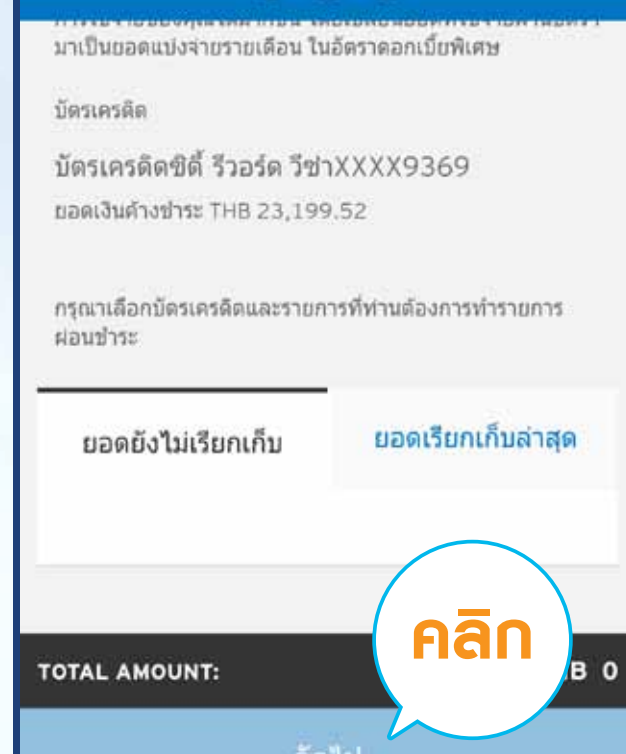 มาเป็นยอดแบ่งจ่ายรายเดือน ในอัตราดอกเบี้ยพิเศษ
บัตรเครดิต
บัตรเครดิตซิตี้ รีวอร์ด วีซ่าXXXX9369
ยอดเงินค้างชำระ THB 23,199.52
กรุณาเลือกบัตรเครดิตและรายการที่ท่านต้องการทำรายการ
ผ่อนชำระ
ยอดยังไม่เรียกเก็บ
ยอดเรียกเก็บล่าสุด
คลิก
TOTAL AMOUNT: B 0